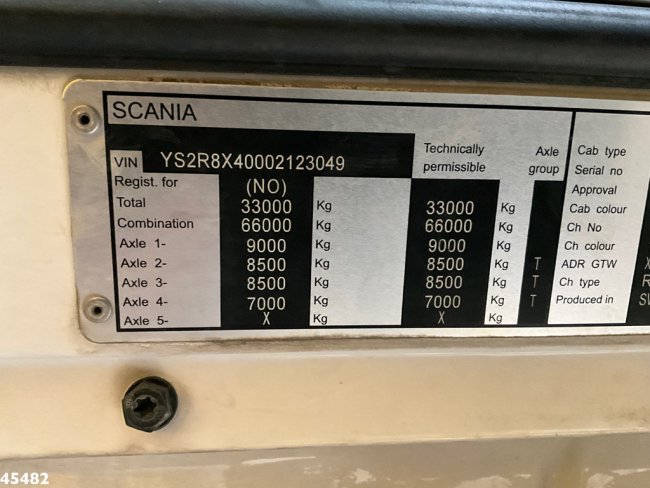 SCANIA
VIN YS2R8X40002123049 Technically permissible Axle group Cab type
Serial no
Regist. for (NO) Approval
Total 33000 Kg 33000 Kg Cab colour
Combination 66000 Kg 66000 Kg Ch No
Axle 1- 9000 Kg 9000 Kg Ch colour
Axle 2- 8500 Kg 8500 Kg T ADR GTW X
Axle 3- 8500 Kg 8500 Kg T Ch type R
Axle 4- 7000 Kg 7000 Kg T Produced in SW
Axle 5- X Kg X Kg
45482